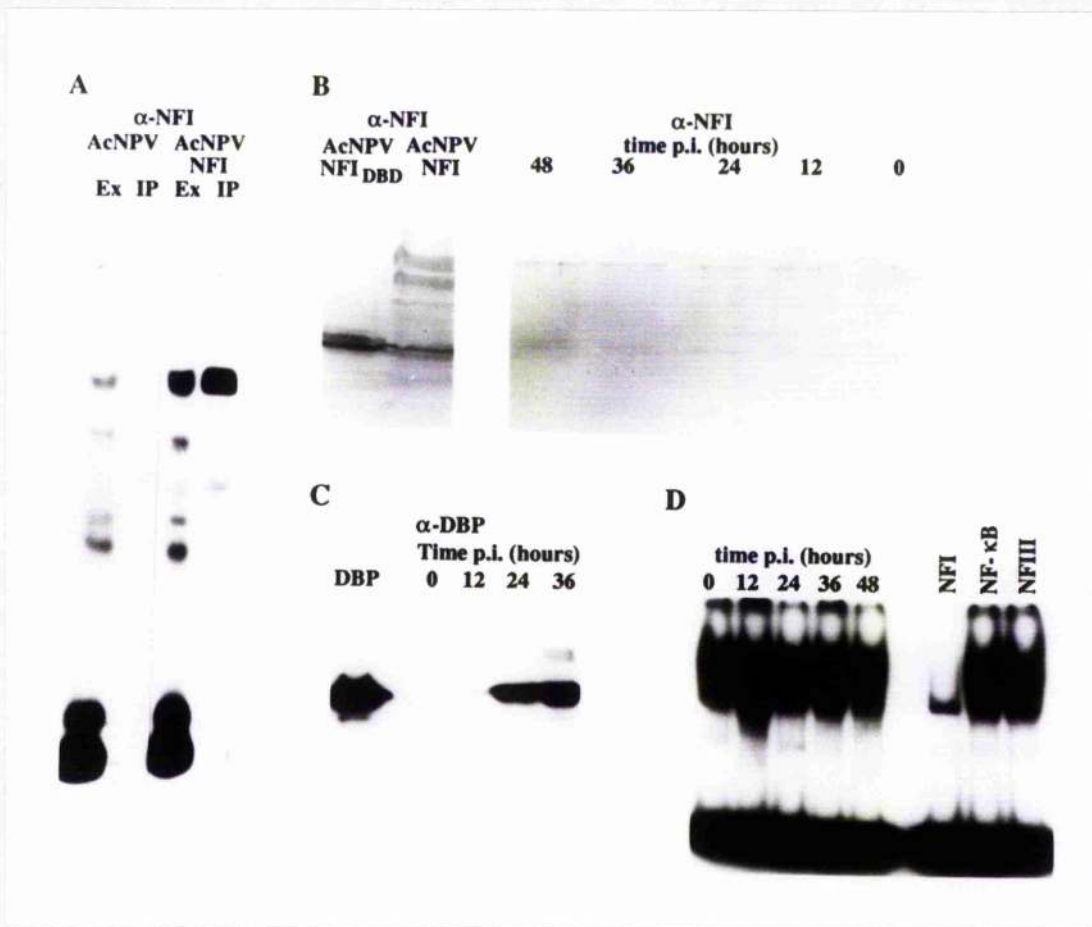 A
α-NFI
AcNPV AcNPV
NFI
Ex IP Ex IP
B
α-NFI
AcNPV AcNPV
NFI DBD NFI
α-NFI
time p.i. (hours)
48 36 24 12 0
C
α-DBP
Time p.i. (hours)
DBP 0 12 24 36
D
time p.i. (hours)
0 12 24 36 48
NFI
NF-κB
NFIII